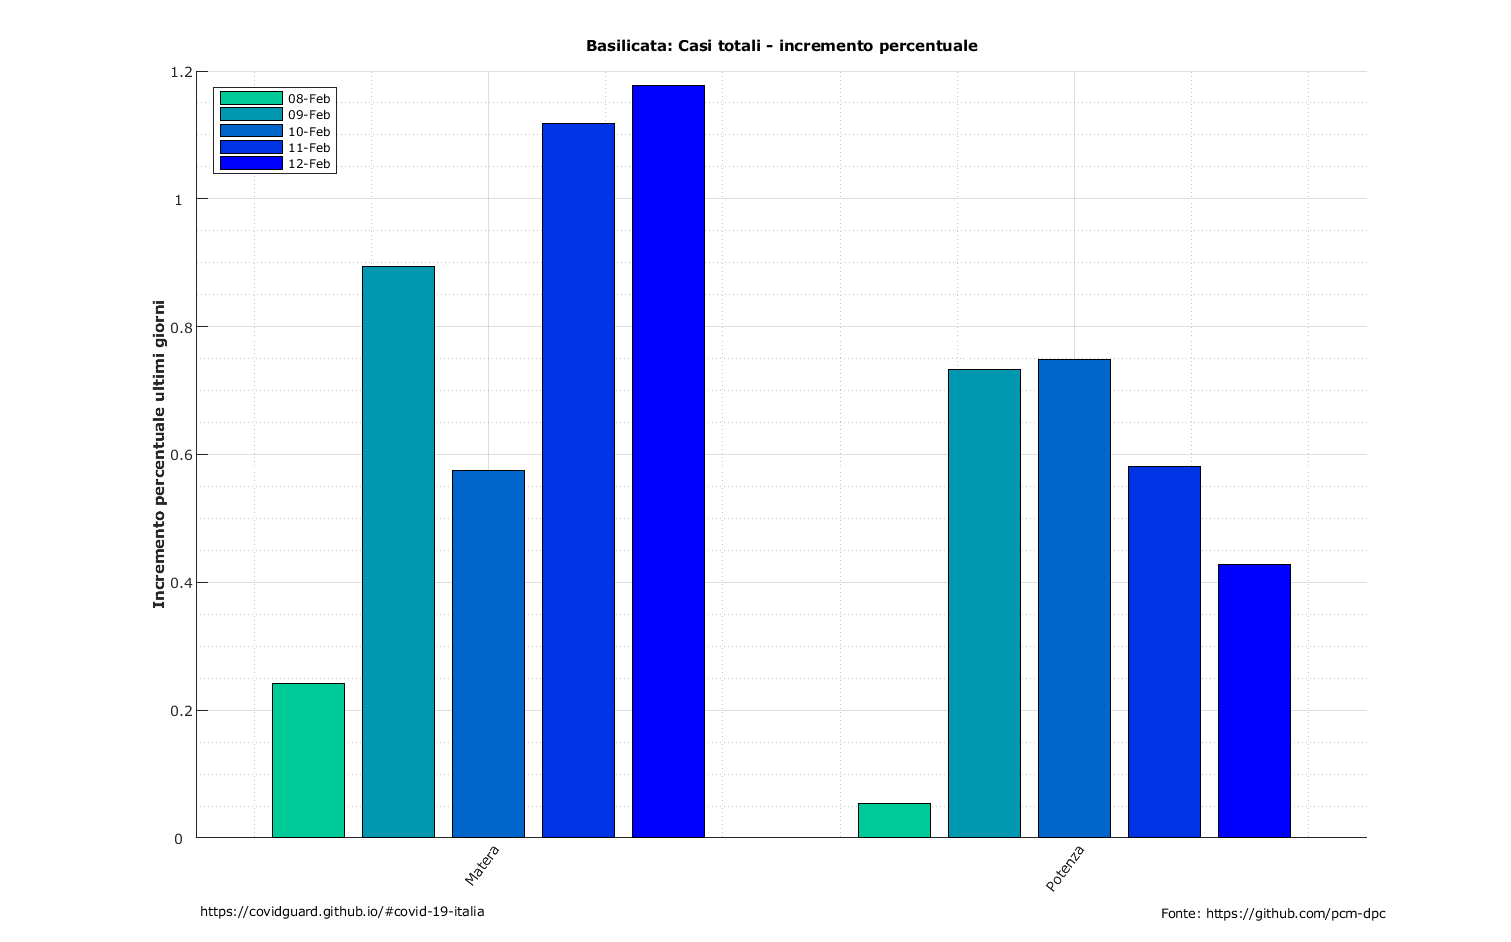 Basilicata: Casi totali - incremento percentuale
1.2
1
0.8
0.6
0.4
0.2
0
Incremento percentuale ultimi giorni
08-Feb
09-Feb
10-Feb
11-Feb
12-Feb
Matera
Potenza
https://covidguard.github.io/#covid-19-italia
Fonte: https://github.com/pcm-dpc